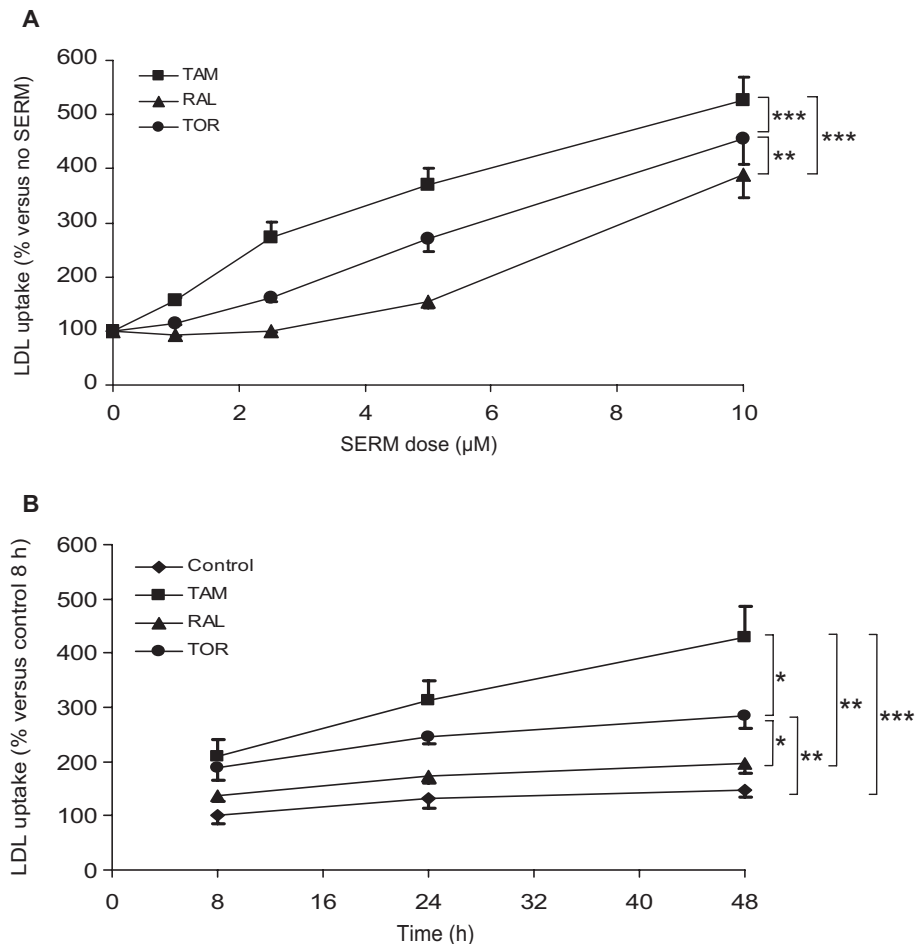 A
LDL uptake (% versus no SERM)
600
500
400
300
200
100
0
TAM
RAL
TOR
***
**
***
0 2 4 6 8 10
SERM dose (µM)
B
LDL uptake (% versus control 8 h)
600
500
400
300
200
100
0
Control
TAM
RAL
TOR
*
*
**
**
***
0 8 16 24 32 40 48
Time (h)